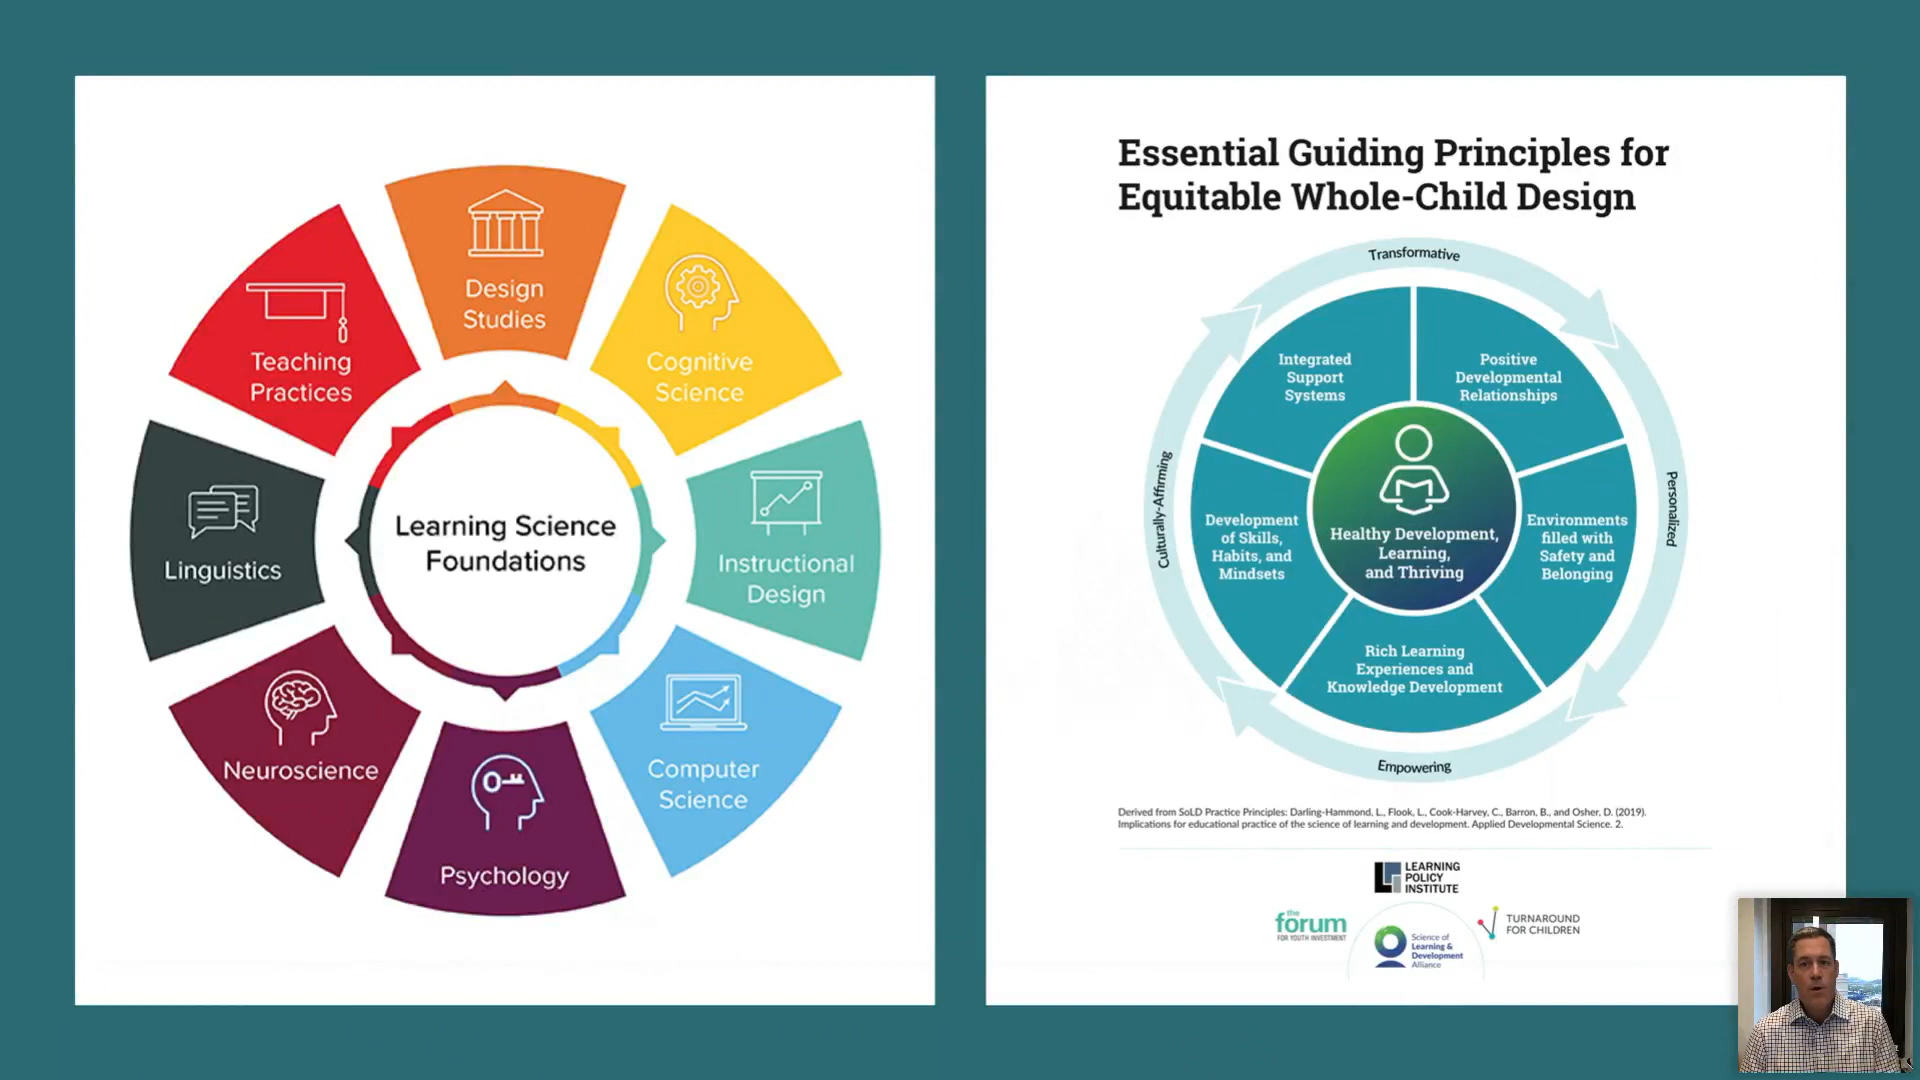 Design
Studies
Cognitive
Science
Instructional
Design
Computer
Science
Psychology
Neuroscience
Linguistics
Teaching
Practices
Learning Science
Foundations
Essential Guiding Principles for
Equitable Whole-Child Design
Transformative
Personalized
Empowering
Culturally-Affirming
Integrated
Support
Systems
Positive
Developmental
Relationships
Environments
filled with
Safety and
Belonging
Rich Learning
Experiences and
Knowledge Development
Development
of Skills,
Habits, and
Mindsets
Healthy Development,
Learning,
and Thriving
Derived from SoLD Practice Principles: Darling-Hammond, L., Flook, L., Cook-Harvey, C., Barron, B., and Osher, D. (2019).
Implications for educational practice of the science of learning and development. Applied Developmental Science. 2.
LEARNING
POLICY
INSTITUTE
the
forum
FOR YOUTH INVESTMENT
Science of
Learning &
Development
Alliance
TURNAROUND
FOR CHILDREN